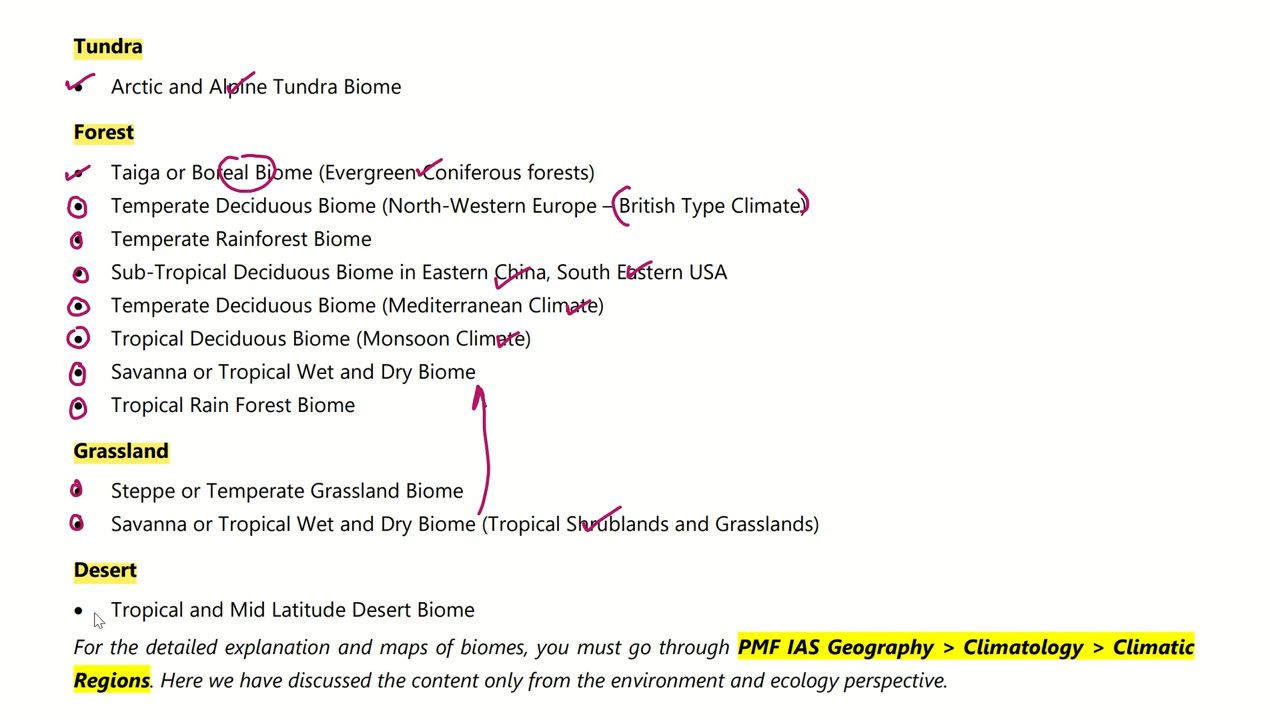 Tundra
• Arctic and Alpine Tundra Biome
Forest
• Taiga or Boreal Biome (Evergreen Coniferous forests)
• Temperate Deciduous Biome (North-Western Europe – British Type Climate)
• Temperate Rainforest Biome
• Sub-Tropical Deciduous Biome in Eastern China, South Eastern USA
• Temperate Deciduous Biome (Mediterranean Climate)
• Tropical Deciduous Biome (Monsoon Climate)
• Savanna or Tropical Wet and Dry Biome
• Tropical Rain Forest Biome
Grassland
• Steppe or Temperate Grassland Biome
• Savanna or Tropical Wet and Dry Biome (Tropical Shrublands and Grasslands)
Desert
• Tropical and Mid Latitude Desert Biome
For the detailed explanation and maps of biomes, you must go through PMF IAS Geography > Climatology > Climatic
Regions. Here we have discussed the content only from the environment and ecology perspective.